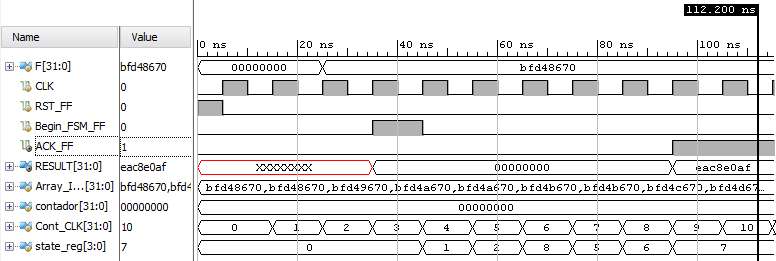 112.200 ns
Name Value 0 ns 20 ns 40 ns 60 ns 80 ns 100 ns
F[31:0] bfd48670 00000000 bfd48670
CLK 0
RST_FF 0
Begin_FSM_FF 0
ACK_FF 1
RESULT[31:0] eac8e0af XXXXXXXX 00000000 eac8e0af
Array_I...[31:0] bfd48670,bfd4 bfd48670,bfd48670,bfd49670,bfd4a670,bfd4a670,bfd4b670,bfd4b670,bfd4c670,bfd4d67...
contador[31:0] 00000000 00000000
Cont_CLK[31:0] 10 0 1 2 3 4 5 6 7 8 9 10
state_reg[3:0] 7 0 1 2 8 5 6 7